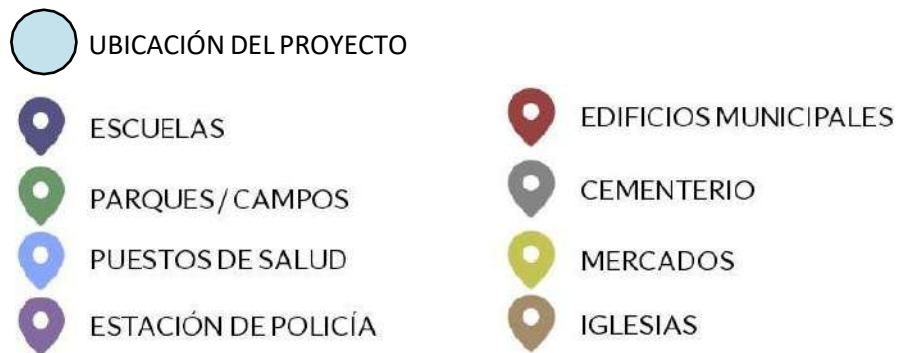 UBICACIÓN DEL PROYECTO
ESCUELAS
PARQUES / CAMPOS
PUESTOS DE SALUD
ESTACIÓN DE POLICÍA
EDIFICIOS MUNICIPALES
CEMENTERIO
MERCADOS
IGLESIAS